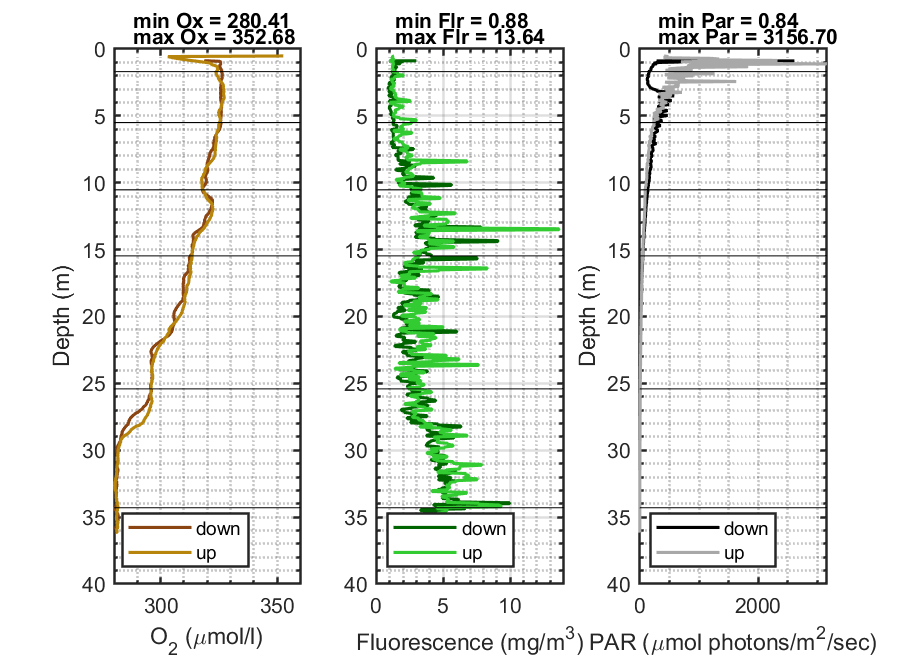 min Ox = 280.41
max Ox = 352.68
min Flr = 0.88
max Flr = 13.64
min Par = 0.84
max Par = 3156.70
0
5
10
15
20
25
30
35
40
Depth (m)
300
350
O2 (μmol/l)
down
up
0
5
10
15
20
25
30
35
40
0
5
10
Fluorescence (mg/m3)
down
up
0
5
10
15
20
25
30
35
40
Depth (m)
0
2000
PAR (μmol photons/m2/sec)
down
up